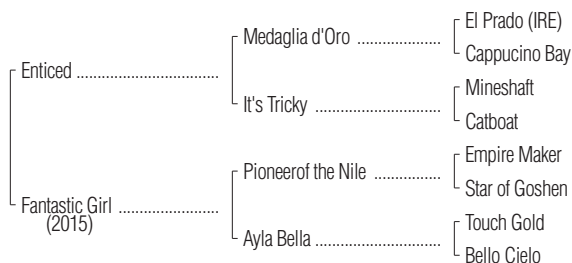 El Prado (IRE)
Medaglia d'Oro
Cappucino Bay
Enticed
Mineshaft
It's Tricky
Catboat
Empire Maker
Pioneerof the Nile
Star of Goshen
Fantastic Girl
(2015)
Touch Gold
Ayla Bella
Bello Cielo